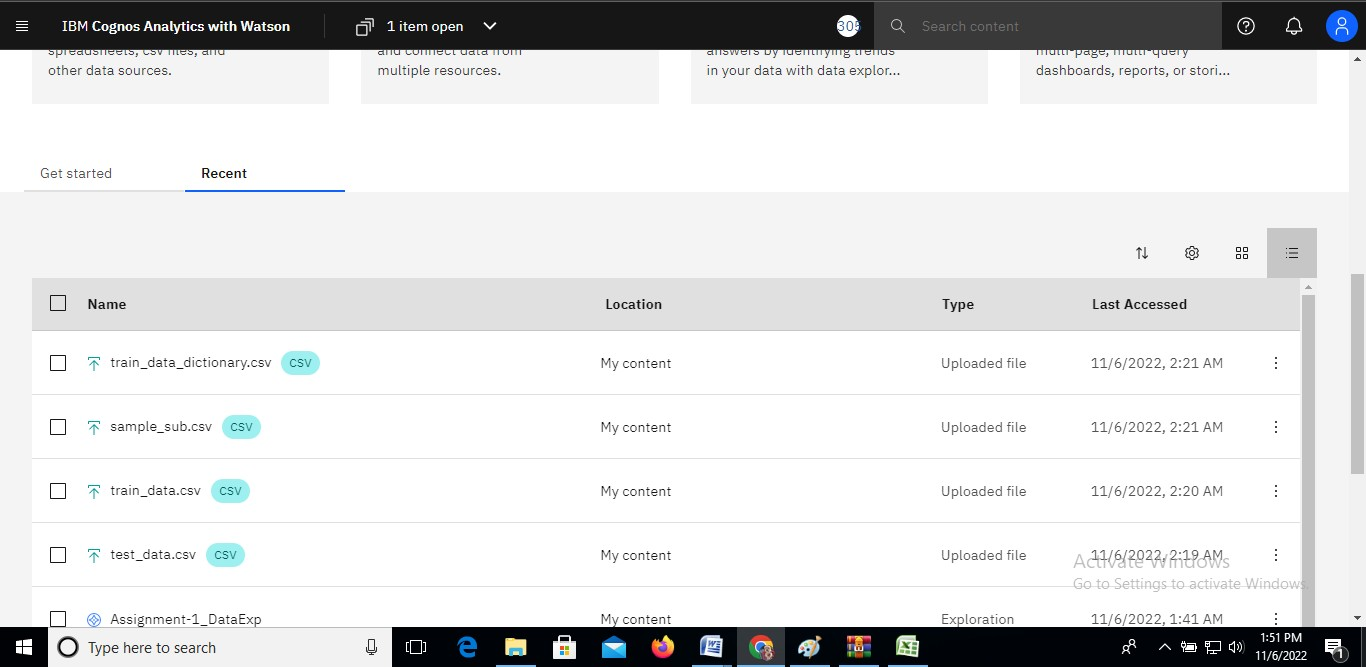 IBM Cognos Analytics with Watson
1 item open
305
Search content
spreadsheets, csv files, and
other data sources.
and connect data from
multiple resources.
answers by identifying trends
in your data with data explor...
multi-page, multi-query
dashboards, reports, or stori...
Get started
Recent
Name Location Type Last Accessed
train_data_dictionary.csv CSV My content Uploaded file 11/6/2022, 2:21 AM
sample_sub.csv CSV My content Uploaded file 11/6/2022, 2:21 AM
train_data.csv CSV My content Uploaded file 11/6/2022, 2:20 AM
test_data.csv CSV My content Uploaded file 11/6/2022, 2:19 AM
Activate Windows
Go to Settings to activate Windows.
Assignment-1_DataExp My content Exploration 11/6/2022, 1:41 AM
Type here to search
1:51 PM
11/6/2022
1